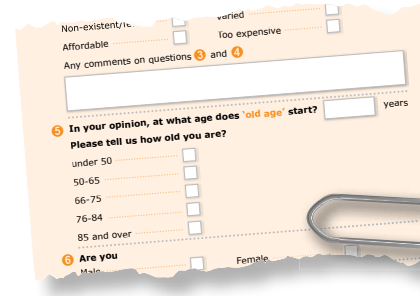 Non-existent/re
varied
Affordable
Too expensive
Any comments on questions 3 and 4
5 In your opinion, at what age does 'old age' start? years
Please tell us how old you are?
under 50
50-65
66-75
76-84
85 and over
6 Are you
Male
Female